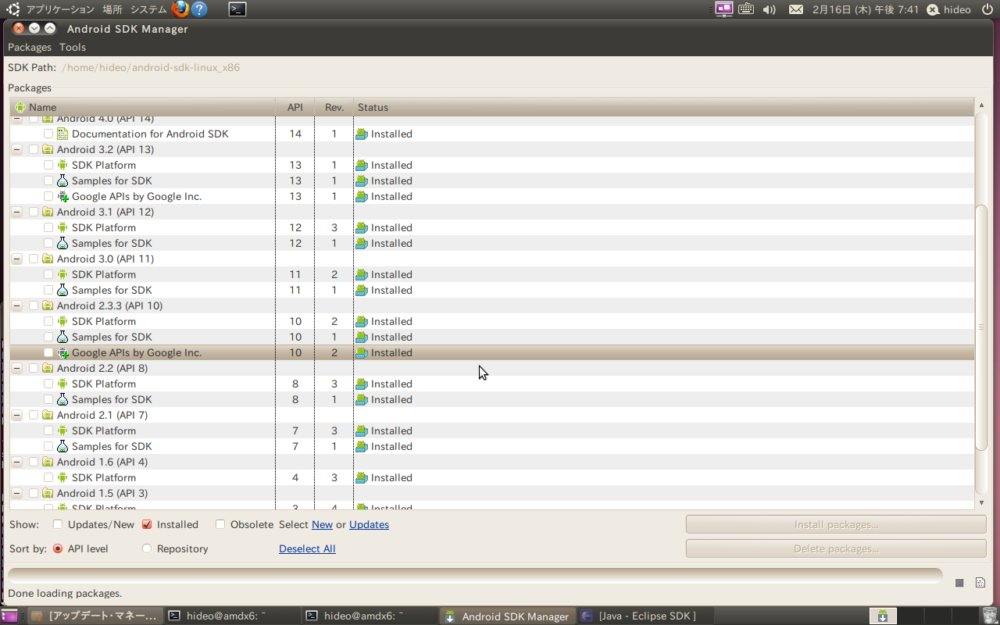 アプリケーション 場所 システム 2月16日 (木) 午後 7:41 hideo
Android SDK Manager
Packages Tools
SDK Path: /home/hideo/android-sdk-linux_x86
Packages
Name API Rev. Status
Android 4.0 (API 14)
Documentation for Android SDK 14 1 Installed
Android 3.2 (API 13)
SDK Platform 13 1 Installed
Samples for SDK 13 1 Installed
Google APIs by Google Inc. 13 1 Installed
Android 3.1 (API 12)
SDK Platform 12 3 Installed
Samples for SDK 12 1 Installed
Android 3.0 (API 11)
SDK Platform 11 2 Installed
Samples for SDK 11 1 Installed
Android 2.3.3 (API 10)
SDK Platform 10 2 Installed
Samples for SDK 10 1 Installed
Google APIs by Google Inc. 10 2 Installed
Android 2.2 (API 8)
SDK Platform 8 3 Installed
Samples for SDK 8 1 Installed
Android 2.1 (API 7)
SDK Platform 7 3 Installed
Samples for SDK 7 1 Installed
Android 1.6 (API 4)
SDK Platform 4 3 Installed
Android 1.5 (API 3)
SDK Platform 3 4 Installed
Show: Updates/New Installed Obsolete Select New or Updates Install packages...
Sort by: API level Repository Deselect All Delete packages...
Done loading packages.
[アップデート・マネー... hideo@amdx6: ~ hideo@amdx6: ~ Android SDK Manager [Java - Eclipse SDK ]